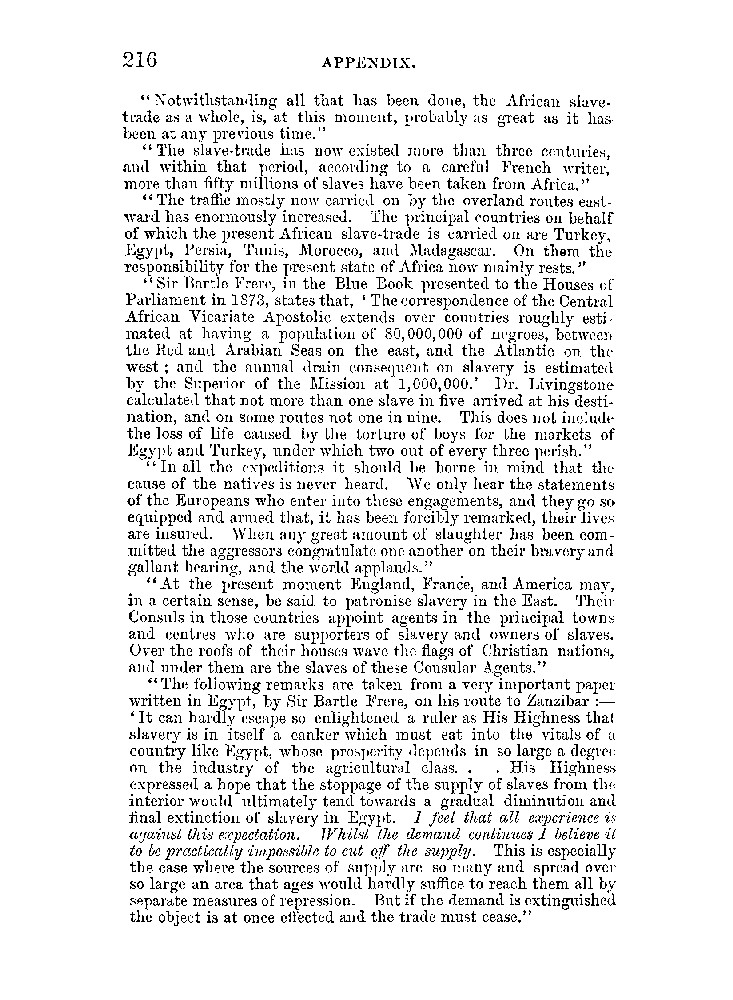 216 APPENDIX.
“Notwithstanding all that has been done, the African slave-
trade as a whole, is, at this moment, probably as great as it has
been at any previous time.”
“The slave-trade has now existed more than three centuries,
and within that period, according to a careful French writer,
more than fifty millions of slaves have been taken from Africa.”
“The traffic mostly now carried on by the overland routes east-
ward has enormously increased. The principal countries on behalf
of which the present African slave-trade is carried on are Turkey,
Egypt, Persia, Tunis, Morocco, and Madagascar. On them the
responsibility for the present state of Africa now mainly rests.”
“Sir Bartle Frere, in the Blue Book presented to the Houses of
Parliament in 1873, states that, ‘The correspondence of the Central
African Vicariate Apostolic extends over countries roughly esti-
mated at having a population of 80,000,000 of negroes, between
the Red and Arabian Seas on the east, and the Atlantic on the
west; and the annual drain consequent on slavery is estimated
by the Superior of the Mission at 1,000,000.’ Dr. Livingstone
calculated that not more than one slave in five arrived at his desti-
nation, and on some routes not one in nine. This does not include
the loss of life caused by the torture of boys for the markets of
Egypt and Turkey, under which two out of every three perish.”
“In all the expeditions it should be borne in mind that the
cause of the natives is never heard. We only hear the statements
of the Europeans who enter into these engagements, and they go so
equipped and armed that, it has been forcibly remarked, their lives
are insured. When any great amount of slaughter has been com-
mitted the aggressors congratulate one another on their bravery and
gallant bearing, and the world applauds.”
“At the present moment England, France, and America may,
in a certain sense, be said to patronise slavery in the East. Their
Consuls in those countries appoint agents in the principal towns
and centres who are supporters of slavery and owners of slaves.
Over the roofs of their houses wave the flags of Christian nations,
and under them are the slaves of these Consular Agents.”
“The following remarks are taken from a very important paper
written in Egypt, by Sir Bartle Frere, on his route to Zanzibar:—
‘It can hardly escape so enlightened a ruler as His Highness that
slavery is in itself a canker which must eat into the vitals of a
country like Egypt, whose prosperity depends in so large a degree
on the industry of the agricultural class. . . His Highness
expressed a hope that the stoppage of the supply of slaves from the
interior would ultimately tend towards a gradual diminution and
final extinction of slavery in Egypt. I feel that all experience is
against this expectation. Whilst the demand continues I believe it
to be practically impossible to cut off the supply. This is especially
the case where the sources of supply are so many and spread over
so large an area that ages would hardly suffice to reach them all by
separate measures of repression. But if the demand is extinguished
the object is at once effected and the trade must cease.”